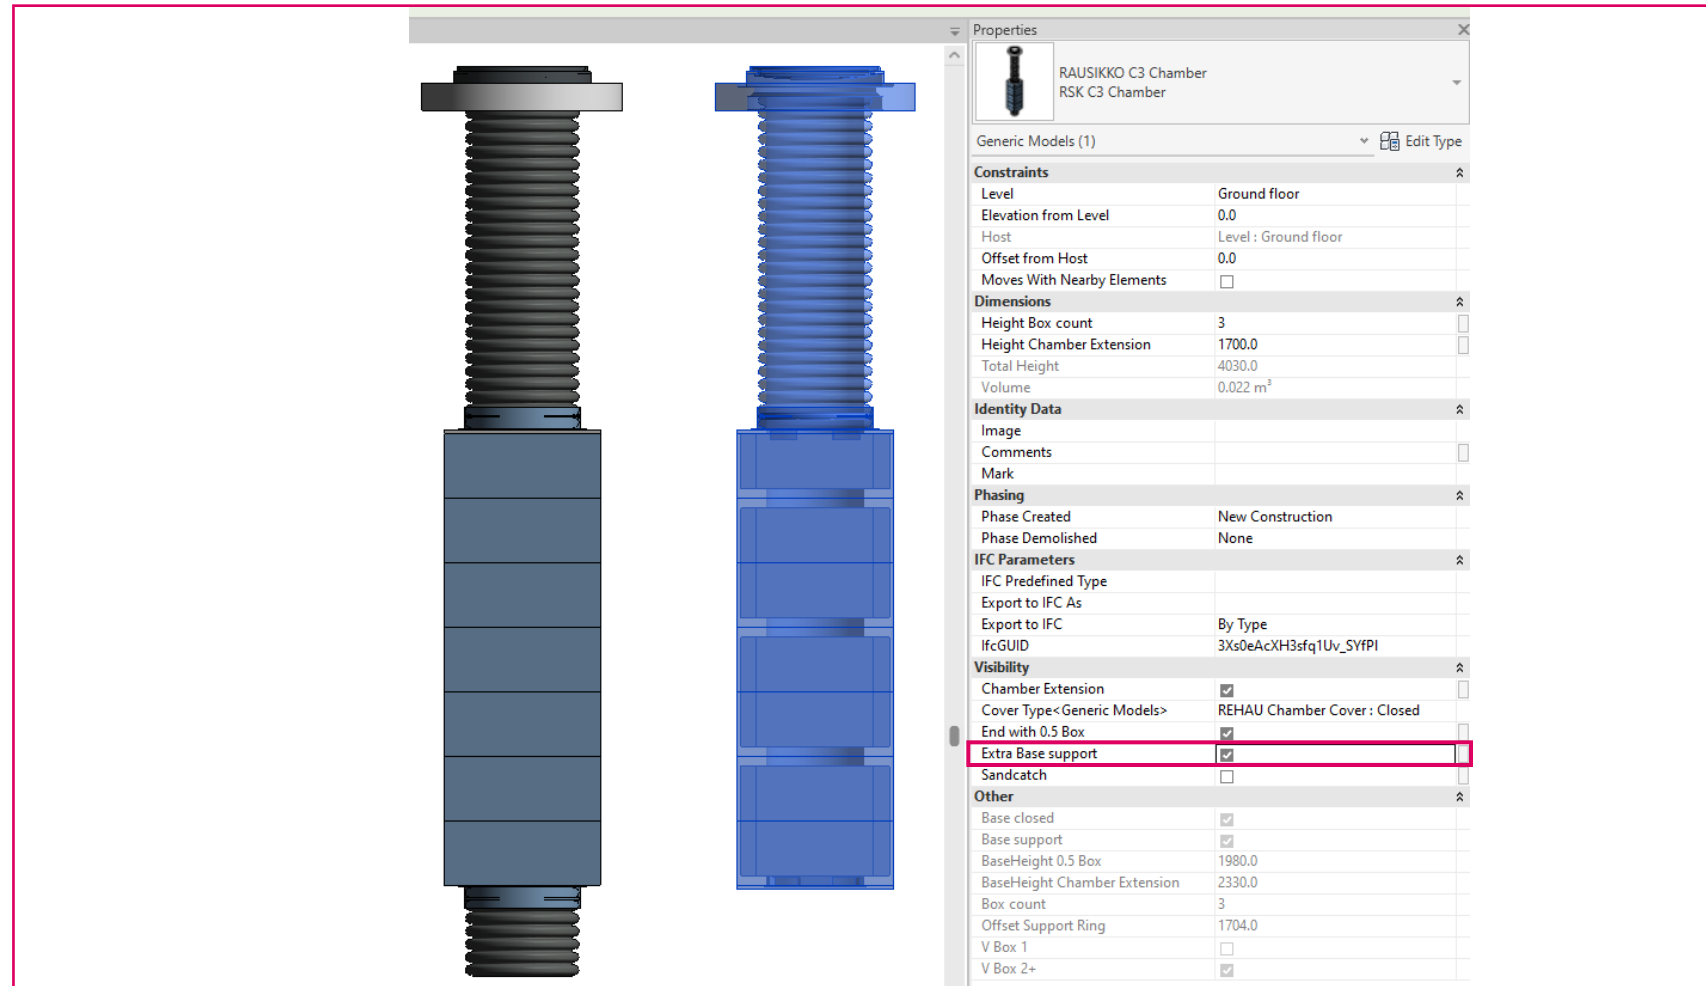 Properties
RAUSIKKO C3 Chamber
RSK C3 Chamber
Generic Models (1) Edit Type
Constraints
Level Ground floor
Elevation from Level 0.0
Host Level : Ground floor
Offset from Host 0.0
Moves With Nearby Elements
Dimensions
Height Box count 3
Height Chamber Extension 1700.0
Total Height 4030.0
Volume 0.022 m³
Identity Data
Image
Comments
Mark
Phasing
Phase Created New Construction
Phase Demolished None
IFC Parameters
IFC Predefined Type
Export to IFC As
Export to IFC By Type
IfcGUID 3Xs0eAcXH3sfq1Uv_SYfPI
Visibility
Chamber Extension
Cover Type<Generic Models> REHAU Chamber Cover : Closed
End with 0.5 Box
Extra Base support
Sandcatch
Other
Base closed
Base support
BaseHeight 0.5 Box 1980.0
BaseHeight Chamber Extension 2330.0
Box count 3
Offset Support Ring 1704.0
V Box 1
V Box 2+